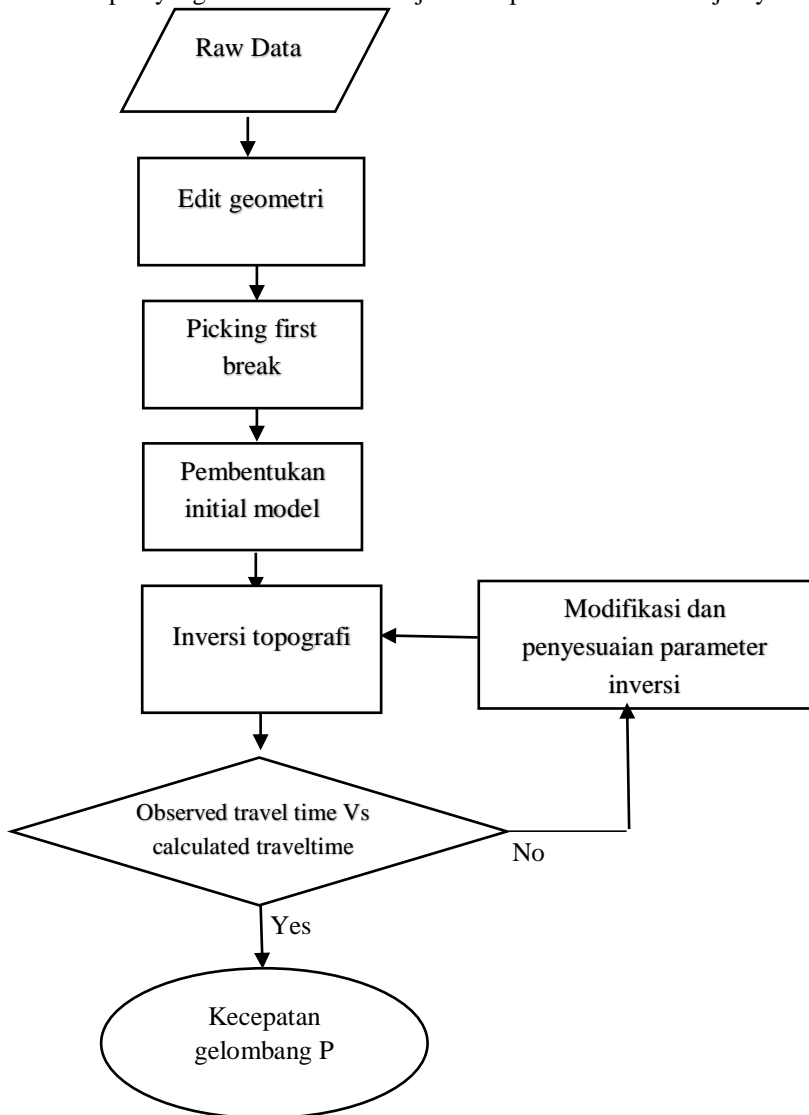 Raw Data
Edit geometri
Picking first
break
Pembentukan
initial model
Inversi topografi
Modifikasi dan
penyesuaian parameter
inversi
Observed travel time Vs
calculated traveltime
No
Yes
Kecepatan
gelombang P